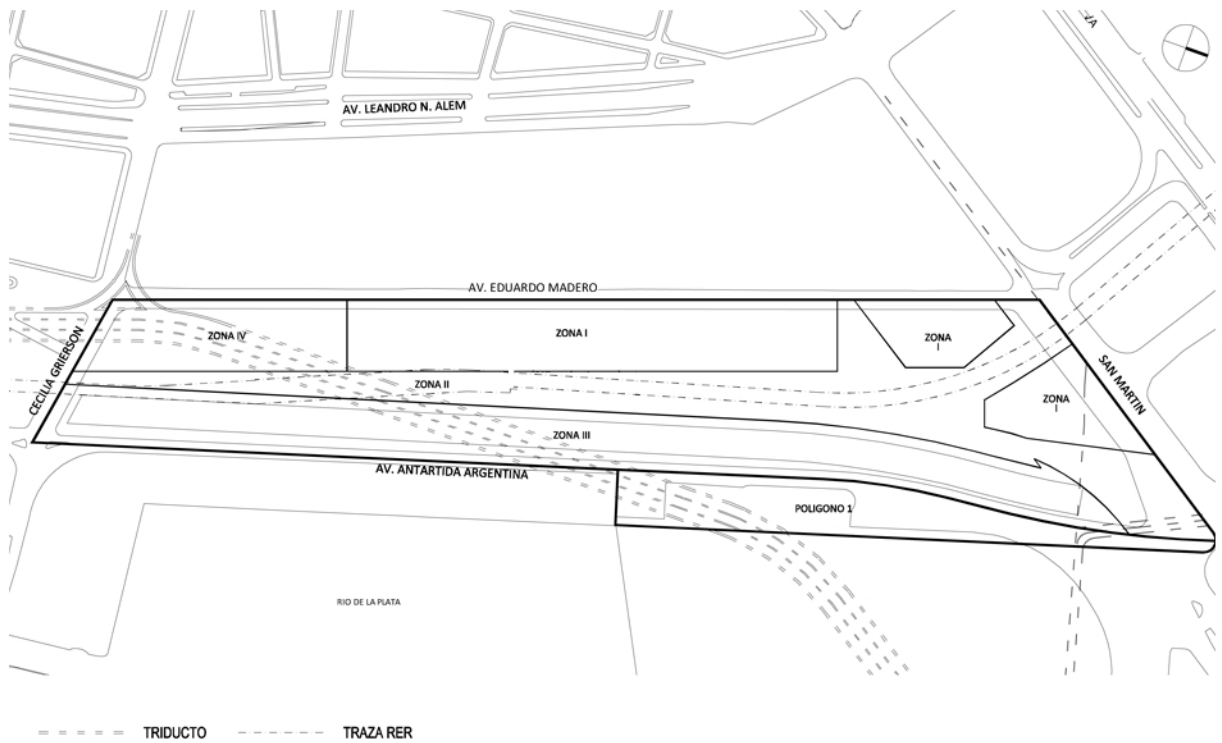 VA
AV. LEANDRO N. ALEM
AV. EDUARDO MADERO
ZONA IV
ZONA I
ZONA
I
CECILIA GRIERSON
SAN MARTIN
ZONA II
ZONA
I
ZONA III
AV. ANTARTIDA ARGENTINA
POLIGONO 1
RIO DE LA PLATA
TRIDUCTO
TRAZA RER